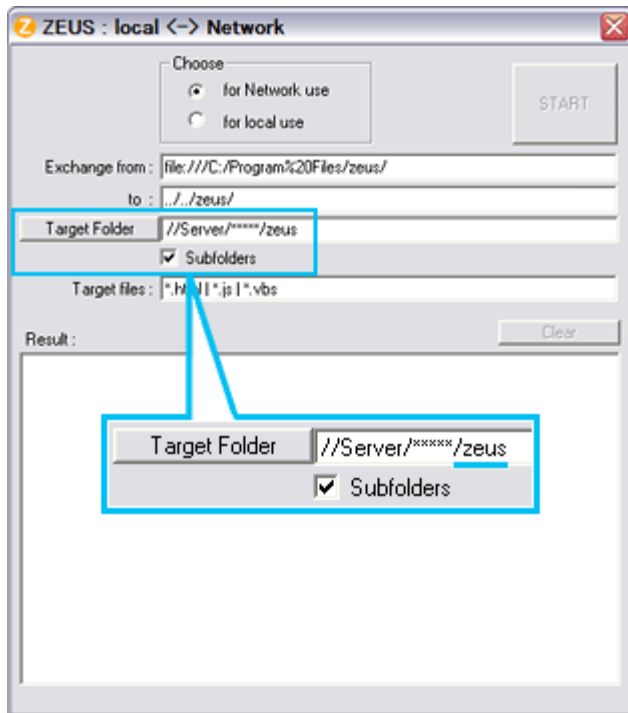 ZEUS : local <-> Network
Choose
for Network use
for local use
START
Exchange from : file:///C:/Program%20Files/zeus/
to : ../../zeus/
Target Folder //Server/*****/zeus
Subfolders
Target files : *.html | *.js | *.vbs
Result : Clear
Target Folder //Server/*****/zeus
Subfolders